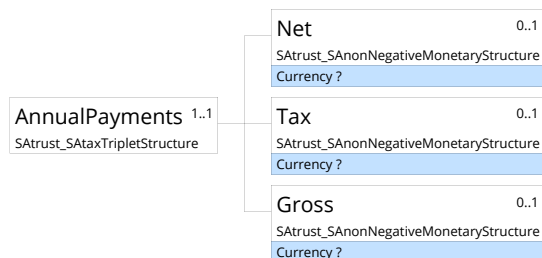 Net 0..1
SAtrust_SAnonNegativeMonetaryStructure
Currency ?
AnnualPayments 1..1
SAtrust_SAtaxTripletStructure
Tax 0..1
SAtrust_SAnonNegativeMonetaryStructure
Currency ?
Gross 0..1
SAtrust_SAnonNegativeMonetaryStructure
Currency ?